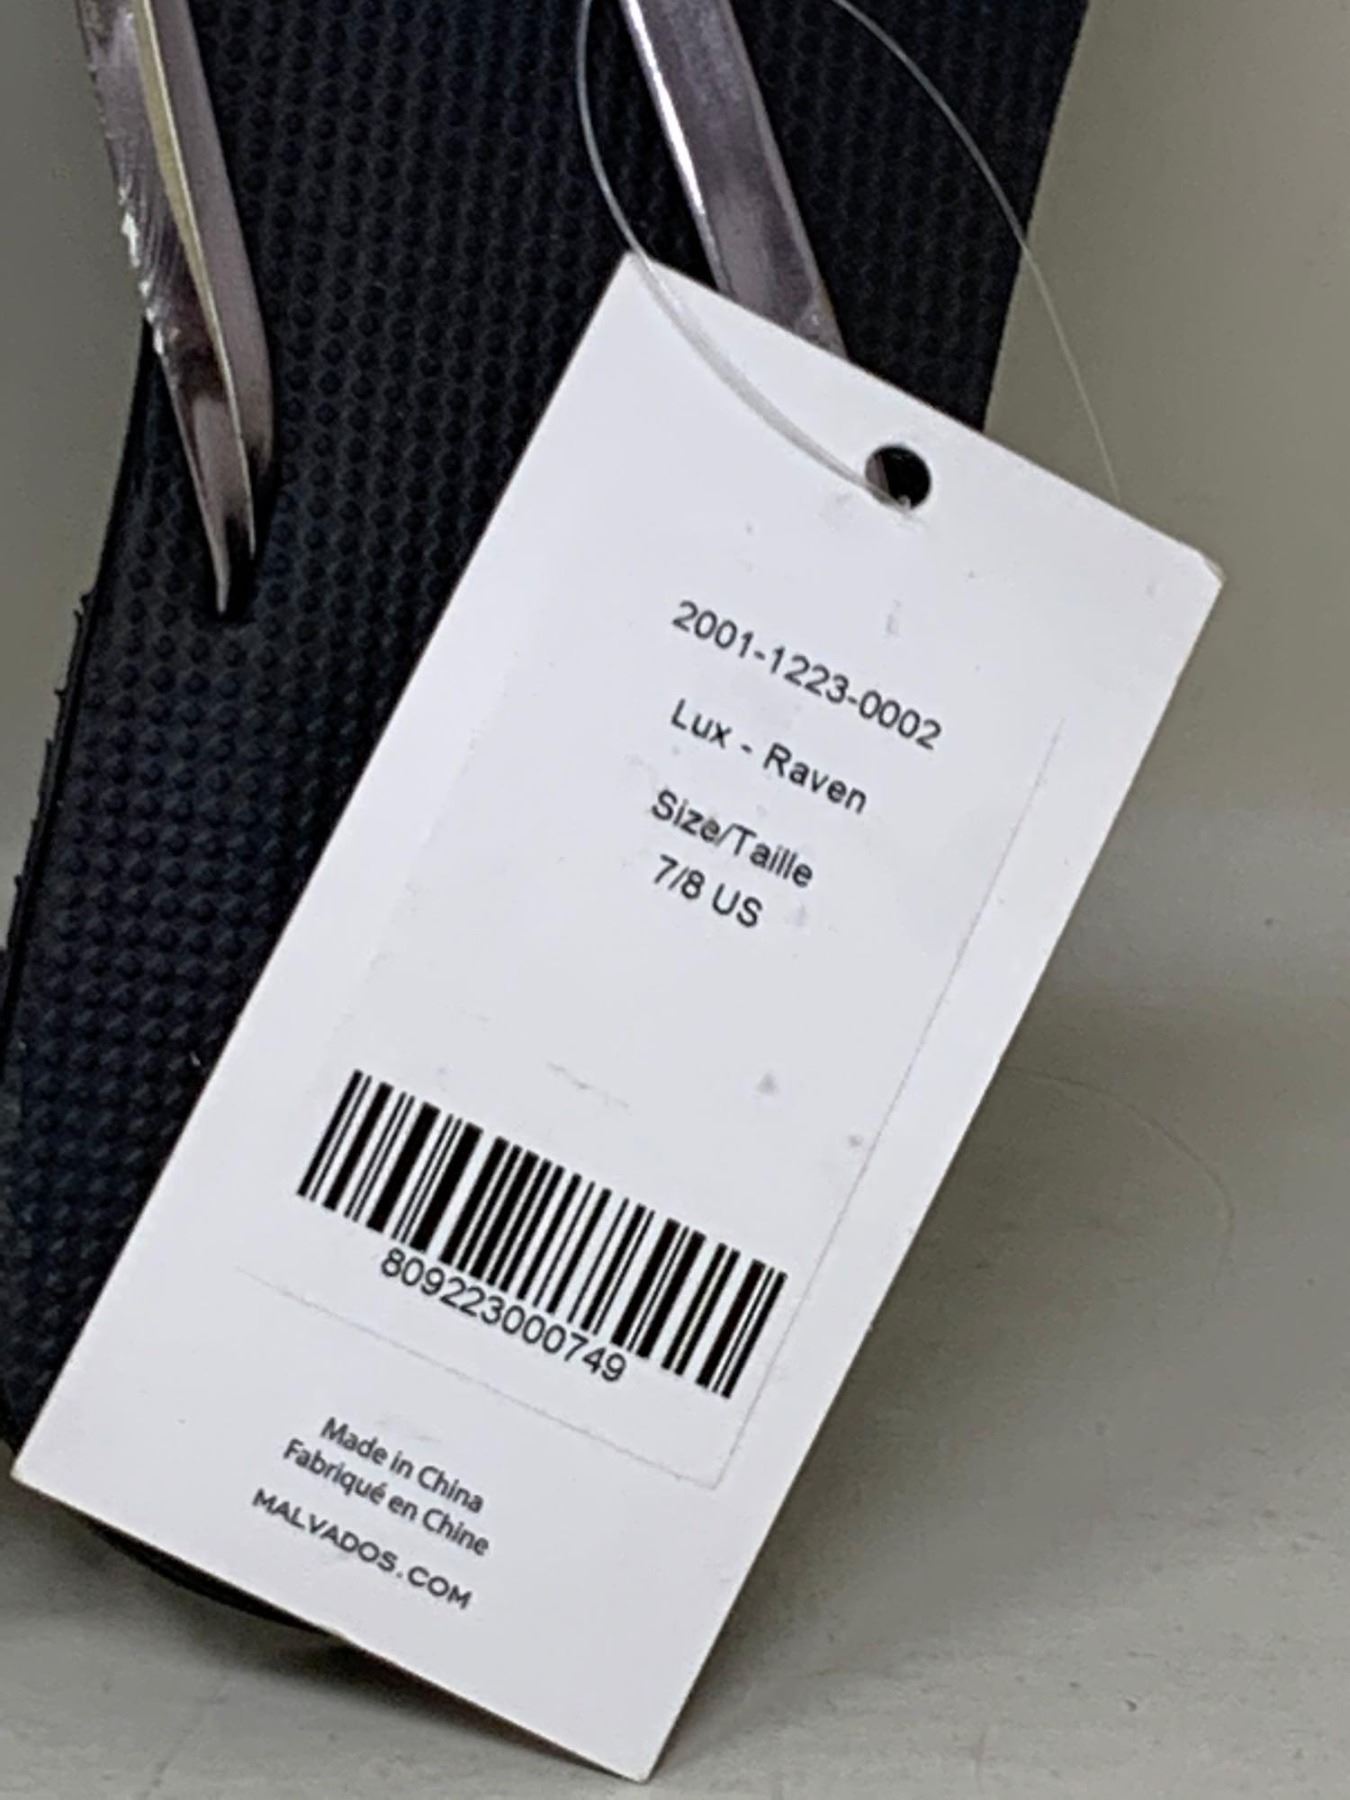 2001-1223-0002
Lux - Raven
Size/Taille
7/8 US
809223000749
Made in China
Fabriqué en Chine
MALVADOS.COM